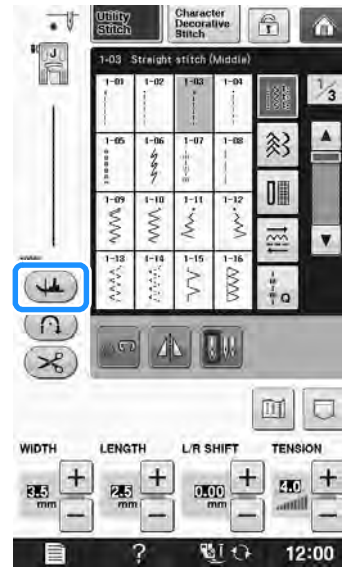 Utility Stitch
Character Decorative Stitch
J
1-03 Straight stitch (Middle)
1/3
1-01 1-02 1-03 1-04
1-05 1-06 1-07 1-08
1-09 1-10 1-11 1-12
1-13 1-14 1-15 1-16
Q
WIDTH LENGTH L/R SHIFT TENSION
3.5 mm + − 2.5 mm + − 0.00 mm + − 4.0 + −
? 12:00